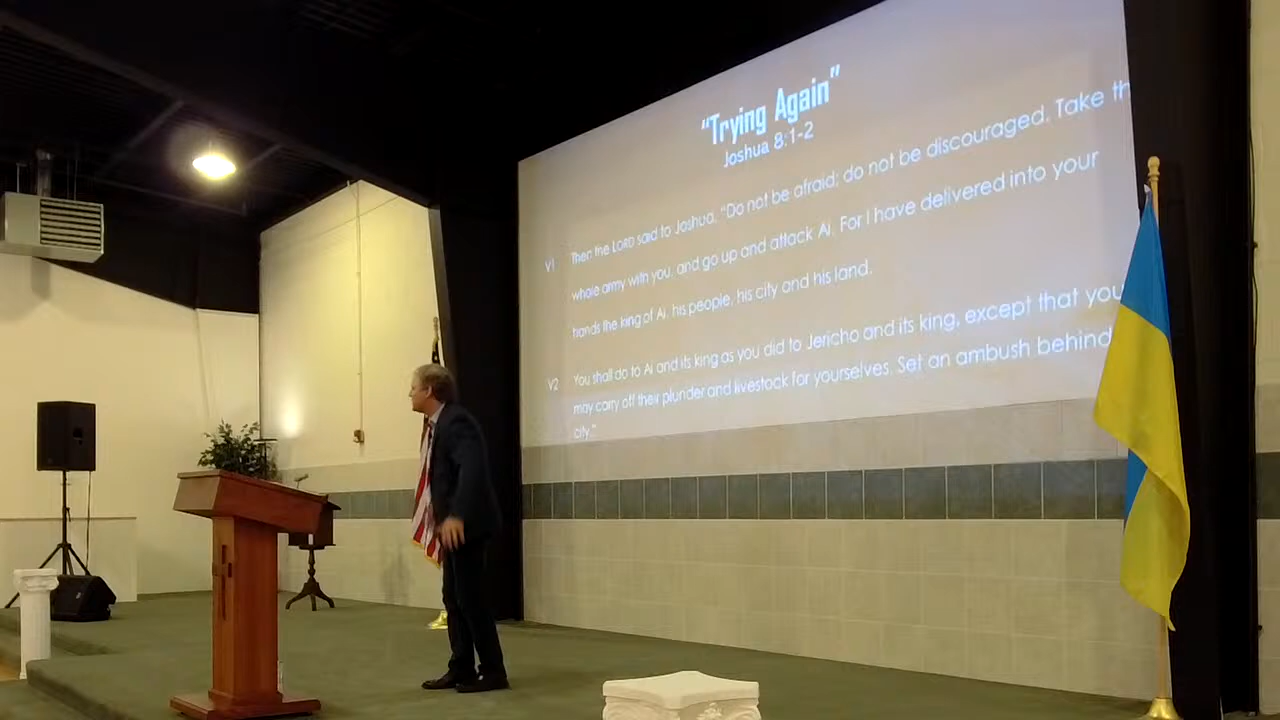 “Trying Again”
Joshua 8:1-2
V1 Then the LORD said to Joshua, “Do not be afraid; do not be discouraged. Take
whole army with you, and go up and attack Ai. For I have delivered into your
hands the king of Ai, his people, his city and his land.
V2 You shall do to Ai and its king as you did to Jericho and its king, except that you
may carry off their plunder and livestock for yourselves. Set an ambush behind
city.”